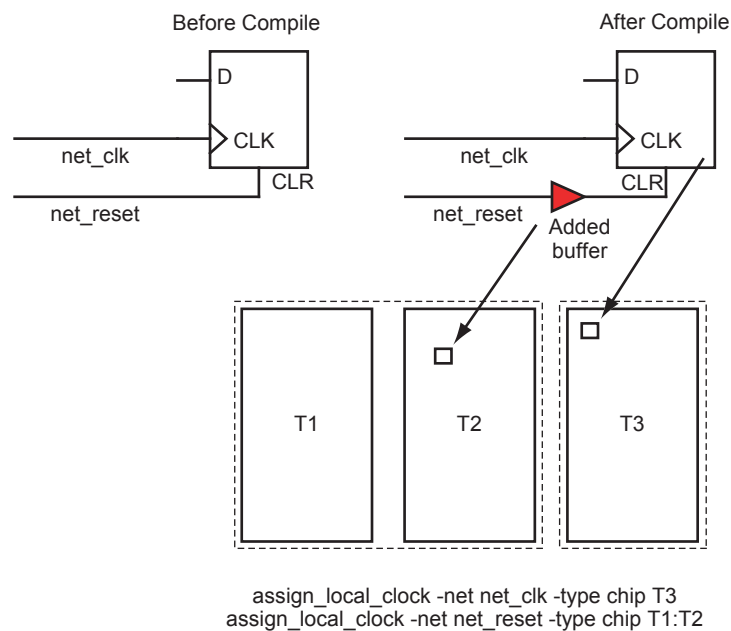 Before Compile
After Compile
D
D
CLK
CLK
net_clk
net_clk
CLR
CLR
net_reset
net_reset
Added
buffer
T1
T2
T3
assign_local_clock -net net_clk -type chip T3
assign_local_clock -net net_reset -type chip T1:T2